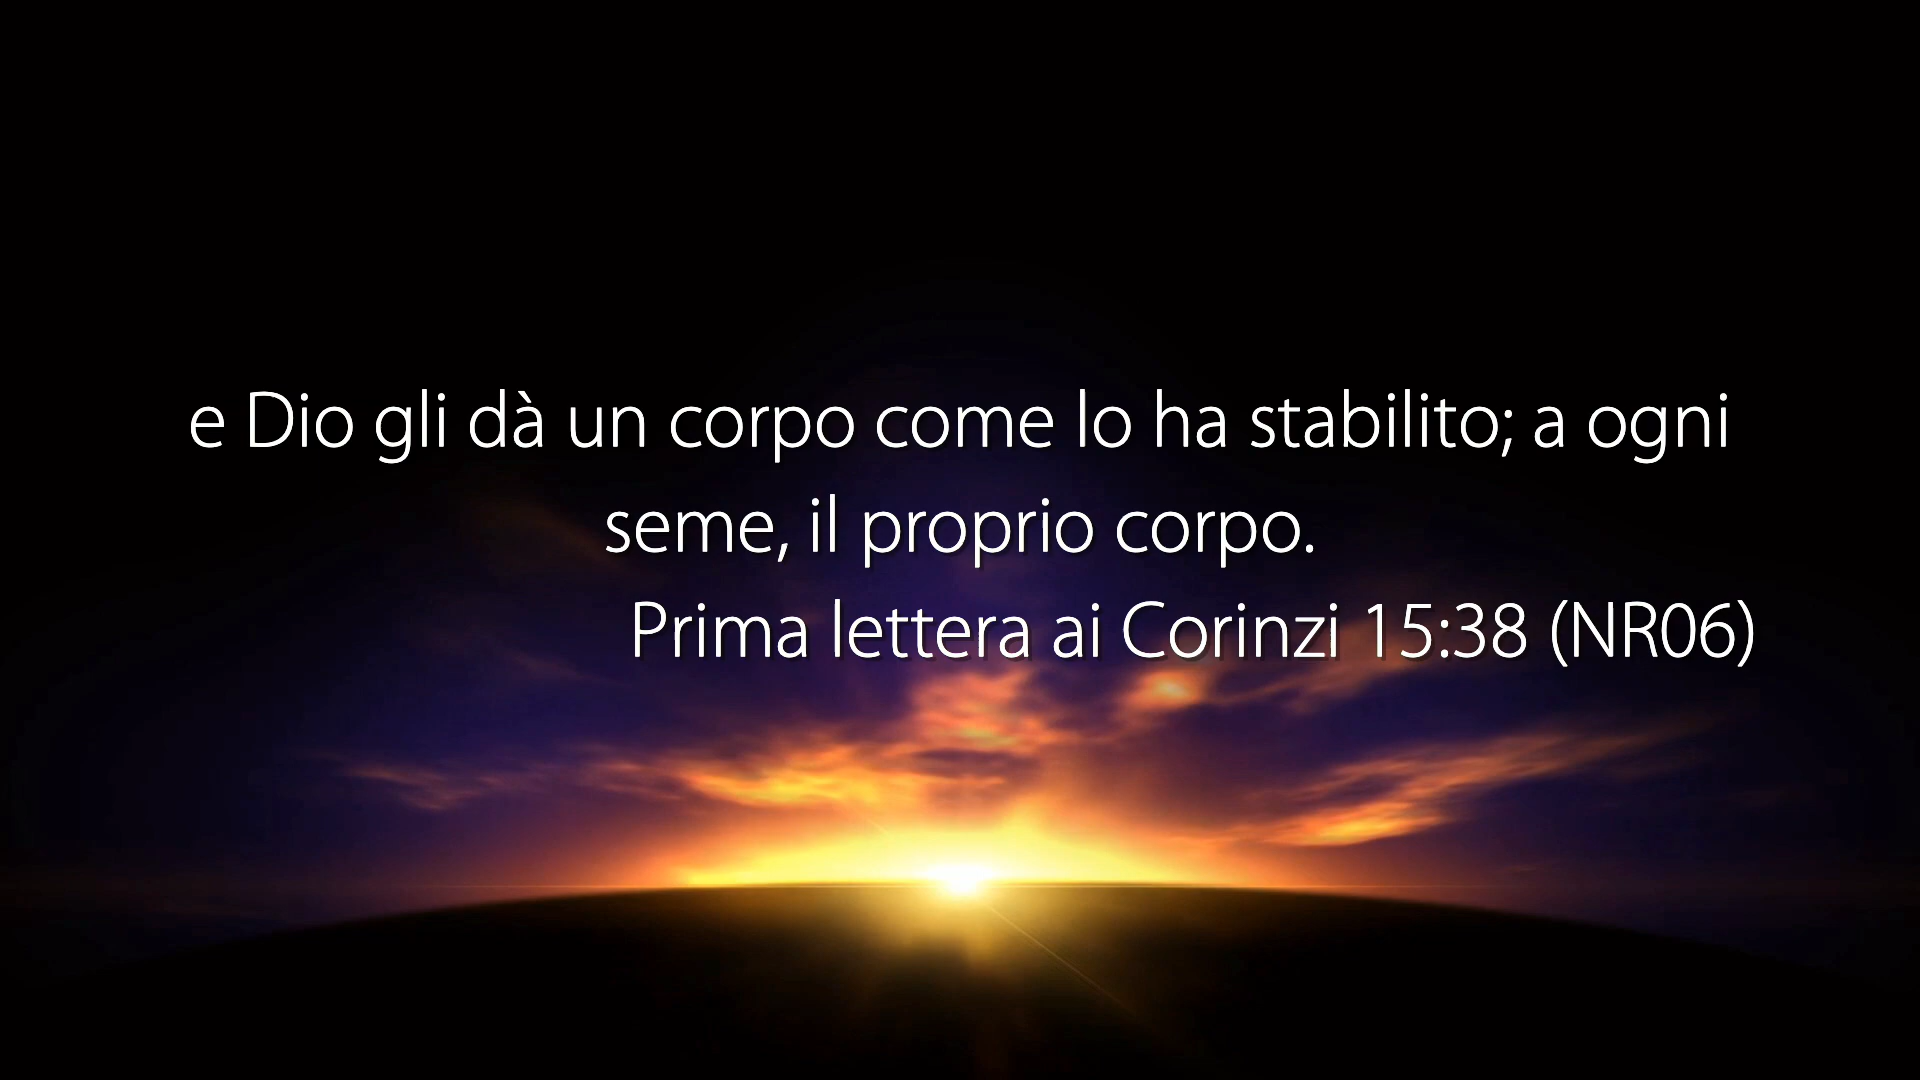 e Dio gli dà un corpo come lo ha stabilito; a ogni
seme, il proprio corpo.
Prima lettera ai Corinzi 15:38 (NR06)